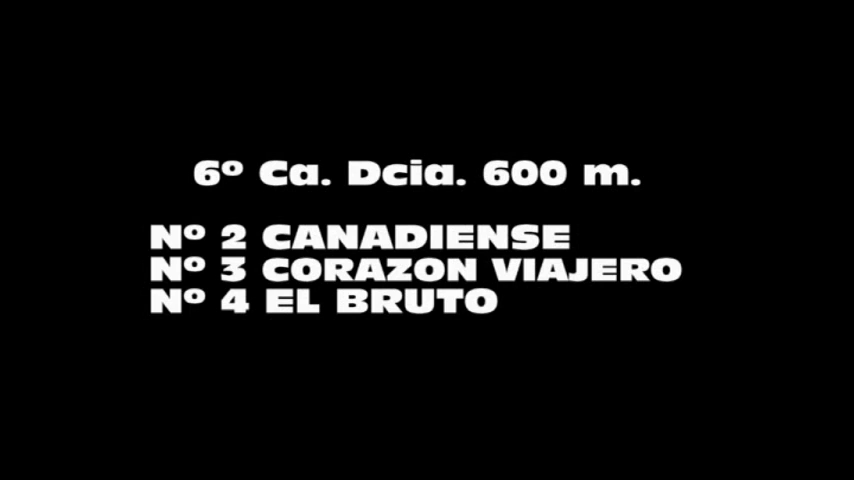 6º Ca. Dcia. 600 m.
Nº 2 CANADIENSE
Nº 3 CORAZON VIAJERO
Nº 4 EL BRUTO